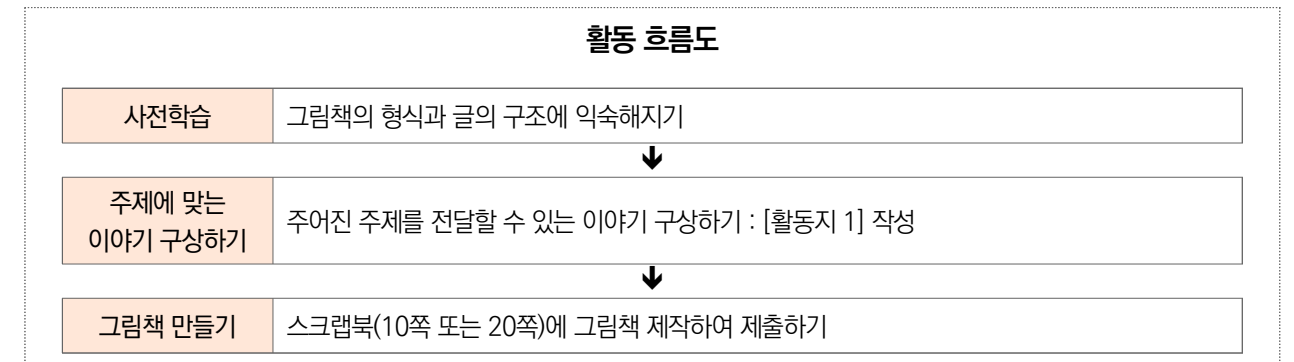 활동 흐름도
사전학습 그림책의 형식과 글의 구조에 익숙해지기
주제에 맞는
이야기 구상하기 주어진 주제를 전달할 수 있는 이야기 구상하기 : [활동지 1] 작성
그림책 만들기 스크랩북(10쪽 또는 20쪽)에 그림책 제작하여 제출하기